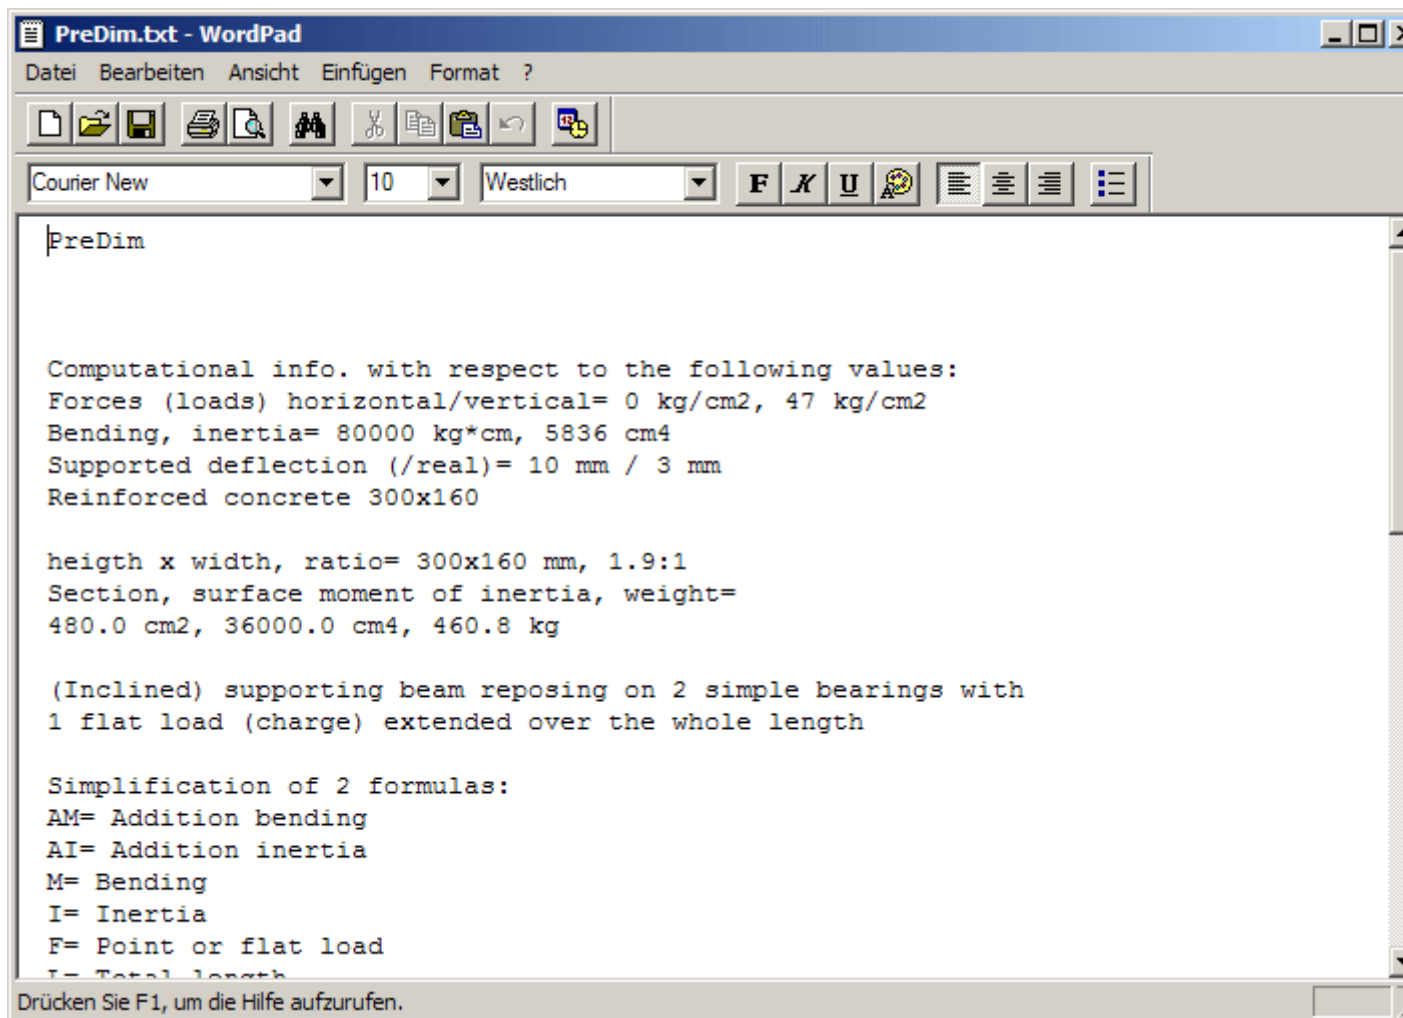 PreDim.txt - WordPad
Datei Bearbeiten Ansicht Einfügen Format ?
Courier New 10 Westlich F K U
PreDim
Computational info. with respect to the following values:
Forces (loads) horizontal/vertical= 0 kg/cm2, 47 kg/cm2
Bending, inertia= 80000 kg*cm, 5836 cm4
Supported deflection (/real)= 10 mm / 3 mm
Reinforced concrete 300x160
heigth x width, ratio= 300x160 mm, 1.9:1
Section, surface moment of inertia, weight=
480.0 cm2, 36000.0 cm4, 460.8 kg
(Inclined) supporting beam reposing on 2 simple bearings with
1 flat load (charge) extended over the whole length
Simplification of 2 formulas:
AM= Addition bending
AI= Addition inertia
M= Bending
I= Inertia
F= Point or flat load
L= Total length
Drücken Sie F1, um die Hilfe aufzurufen.